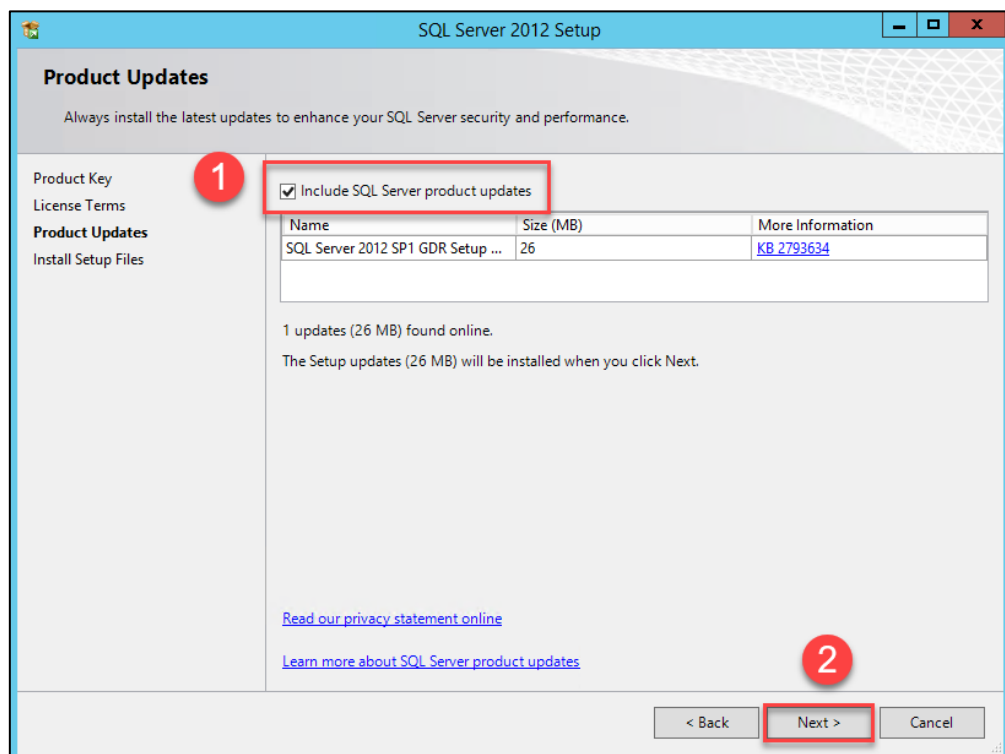 SQL Server 2012 Setup
Product Updates
Always install the latest updates to enhance your SQL Server security and performance.
Product Key
License Terms
Product Updates
Install Setup Files
1
Include SQL Server product updates
Name Size (MB) More Information
SQL Server 2012 SP1 GDR Setup ... 26 KB 2793634
1 updates (26 MB) found online.
The Setup updates (26 MB) will be installed when you click Next.
Read our privacy statement online
Learn more about SQL Server product updates
2
< Back Next > Cancel